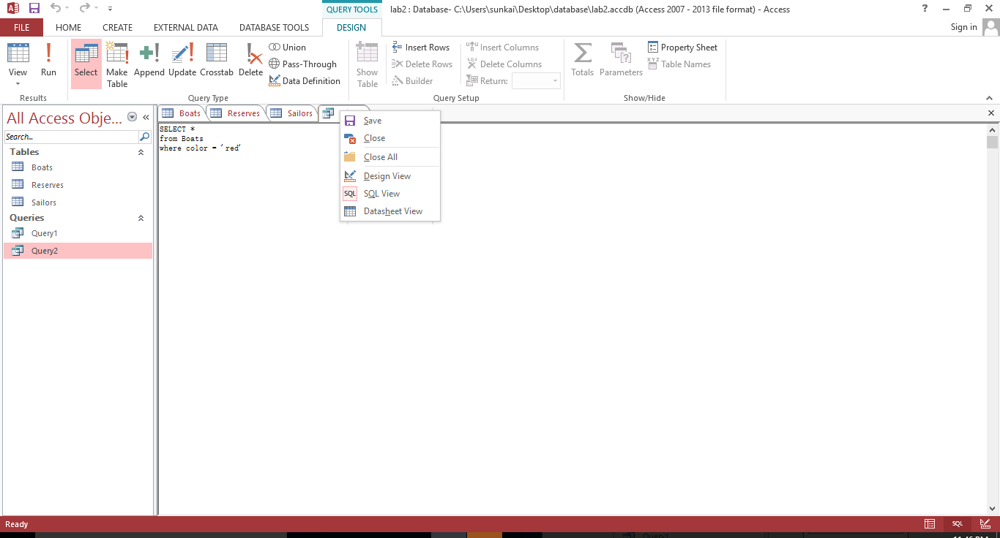 QUERY TOOLS
lab2 : Database- C:\Users\sunkai\Desktop\database\lab2.accdb (Access 2007 - 2013 file format) - Access
?
FILE
HOME
CREATE
EXTERNAL DATA
DATABASE TOOLS
DESIGN
Sign in
View
Run
Select
Make
Table
Append
Update
Crosstab
Delete
Union
Pass-Through
Data Definition
Show
Table
Insert Rows
Delete Rows
Builder
Insert Columns
Delete Columns
Return:
Totals
Parameters
Property Sheet
Table Names
Results
Query Type
Query Setup
Show/Hide
All Access Obje...
Search...
Tables
Boats
Reserves
Sailors
Queries
Query1
Query2
Boats
Reserves
Sailors
SELECT *
from Boats
where color = 'red'
Save
Close
Close All
Design View
SQL SQL View
Datasheet View
Ready
SQL
Query1